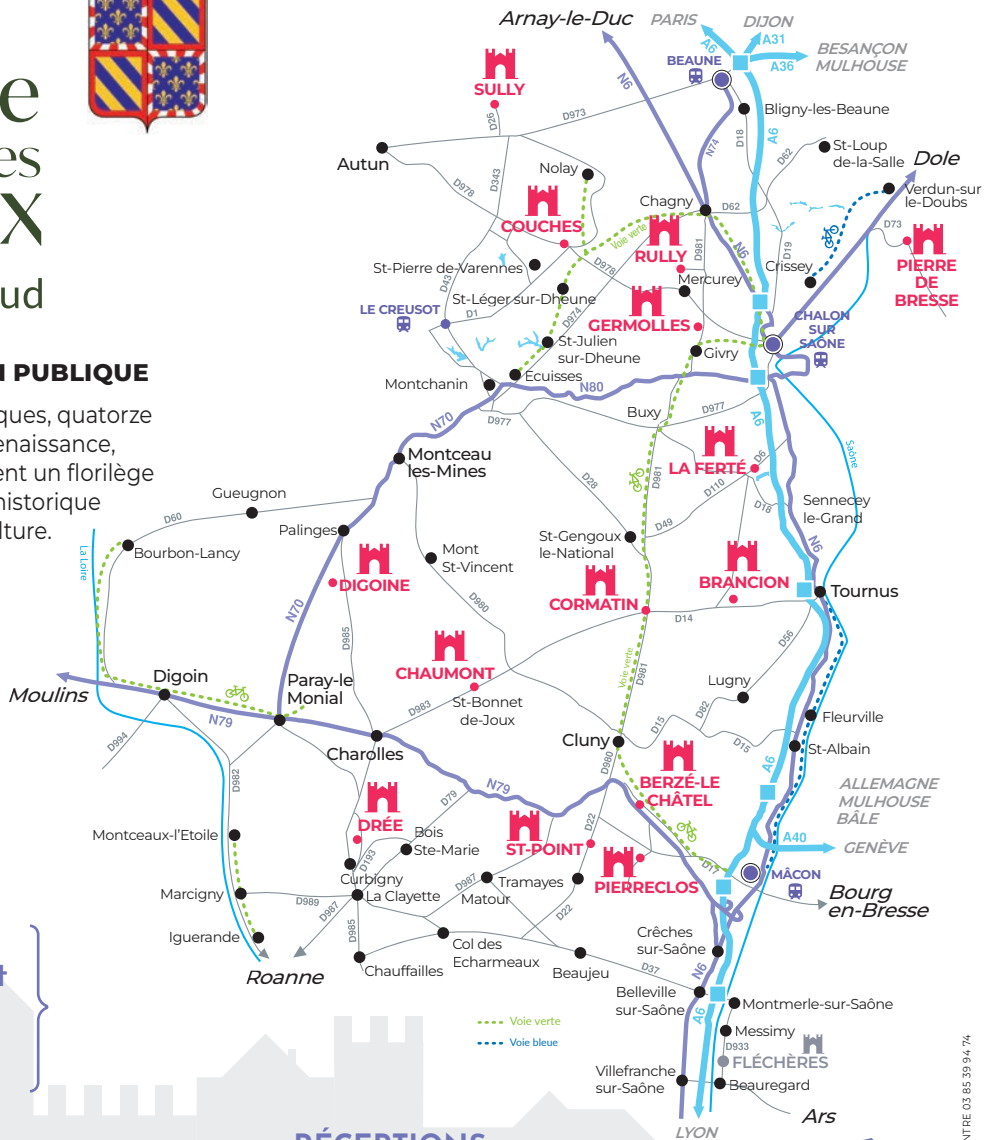 Arnay-le-Duc
PARIS
DIJON
A6
A31
A36
BESANÇON
MULHOUSE
BEAUNE
N6
SULLY
D26
D973
Bligny-les-Beaune
D18
A6
N74
D62
St-Loup
de-la-Salle
Dole
Autun
D978
D343
Nolay
Chagny
D62
Verdun-sur
le-Doubs
COUCHES
Voie verte
RULLY
D981
N6
D19
D73
PIERRE
DE
BRESSE
St-Pierre de-Varennes
D978
Mercurey
Crissey
D43
St-Léger sur-Dheune
LE CREUSOT
D1
D974
GERMOLLES
CHALON
SUR
SAÔNE
St-Julien
sur-Dheune
Givry
Montchanin
Ecuisses
N80
e
es
X
ud
N PUBLIQUE
ques, quatorze
enaissance,
ent un florilège
historique
lture.
N70
D977
Buxy
D977
A6
Montceau
les-Mines
LA FERTÉ
D6
Saône
D28
D981
D110
Gueugnon
D60
Palinges
D49
D18
Sennecey
le-Grand
Bourbon-Lancy
La Loire
Mont
St-Vincent
St-Gengoux
le-National
N6
DIGOINE
BRANCION
CORMATIN
Tournus
N70
D980
D14
D985
D56
CHAUMONT
Voie verte
D981
Moulins
Digoin
Paray-le
Monial
St-Bonnet
de-Joux
Lugny
N79
D983
D82
D15
D15
Fleurville
D994
Charolles
Cluny
St-Albain
D982
D980
BERZÉ-LE
CHÂTEL
A6
ALLEMAGNE
MULHOUSE
BÂLE
N79
D79
DRÉE
ST-POINT
D22
A40
GENÈVE
Montceaux-l'Etoile
Bois
Ste-Marie
D193
Curbigny
PIERRECLOS
D17
MÂCON
Marcigny
D989
La Clayette
D987
Tramayes
Matour
Bourg
en-Bresse
D987
D985
D22
Iguerande
Crêches
sur-Saône
Roanne
Chauffailles
Col des
Echarmeaux
Beaujeu
D37
N6
Belleville
sur-Saône
Montmerle-sur-Saône
A6
t
Voie verte
Voie bleue
Messimy
D933
FLÉCHÈRES
Villefranche
sur-Saône
Beauregard
Ars
LYON
RÉCEPTIONS
NTRE 03 85 39 94 74